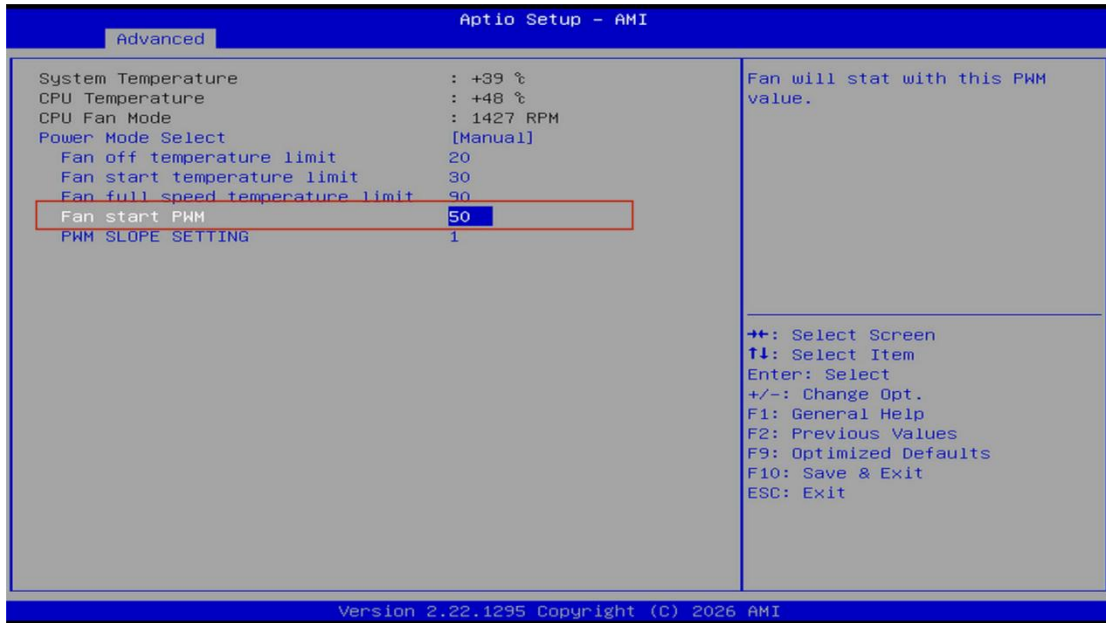 Aptio Setup - AMI
Advanced
System Temperature : +39 ℃
CPU Temperature : +48 ℃
CPU Fan Mode : 1427 RPM
Power Mode Select [Manual]
Fan off temperature limit 20
Fan start temperature limit 30
Fan full speed temperature limit 90
Fan start PWM 50
PWM SLOPE SETTING 1
Fan will stat with this PWM
value.
→←: Select Screen
↑↓: Select Item
Enter: Select
+/-: Change Opt.
F1: General Help
F2: Previous Values
F9: Optimized Defaults
F10: Save & Exit
ESC: Exit
Version 2.22.1295 Copyright (C) 2026 AMI